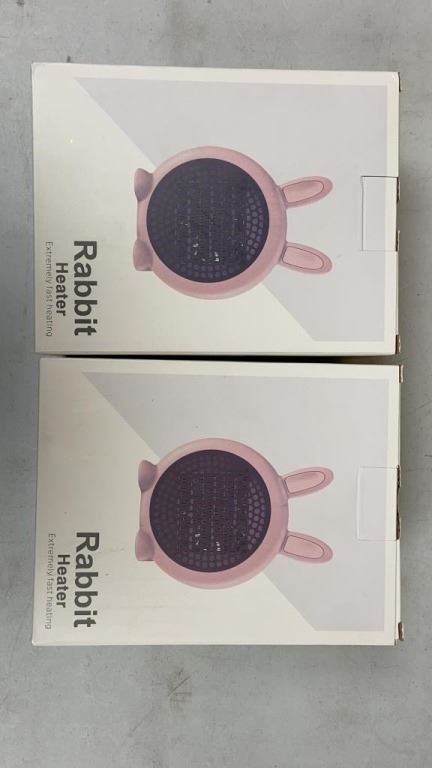 Rabbit
Heater
Extremely fast heating
Rabbit
Heater
Extremely fast heating